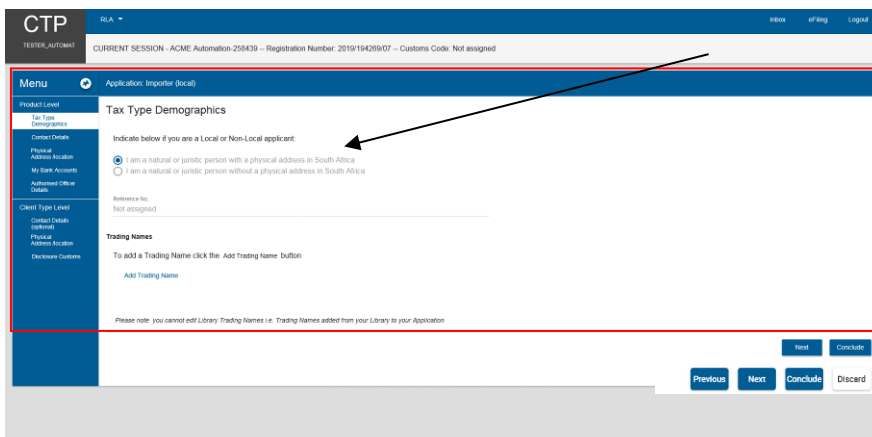 CTP
TESTER_AUTOMAT
RLA
Inbox
eFiling
Logout
CURRENT SESSION - ACME Automation-258439 -- Registration Number: 2019/194269/07 -- Customs Code: Not assigned
Menu
Application: Importer (local)
Product Level
Tax Type
Demographics
Contact Details
Physical
Address /location
My Bank Accounts
Authorised Officer
Details
Client Type Level
Contact Details
(optional)
Physical
Address /location
Disclosure Customs
Tax Type Demographics
Indicate below if you are a Local or Non-Local applicant:
I am a natural or juristic person with a physical address in South Africa
I am a natural or juristic person without a physical address in South Africa
Reference No.
Not assigned
Trading Names
To add a Trading Name click the Add Trading Name button
Add Trading Name
Please note you cannot edit Library Trading Names i.e. Trading Names added from your Library to your Application
Next
Conclude
Previous
Next
Conclude
Discard